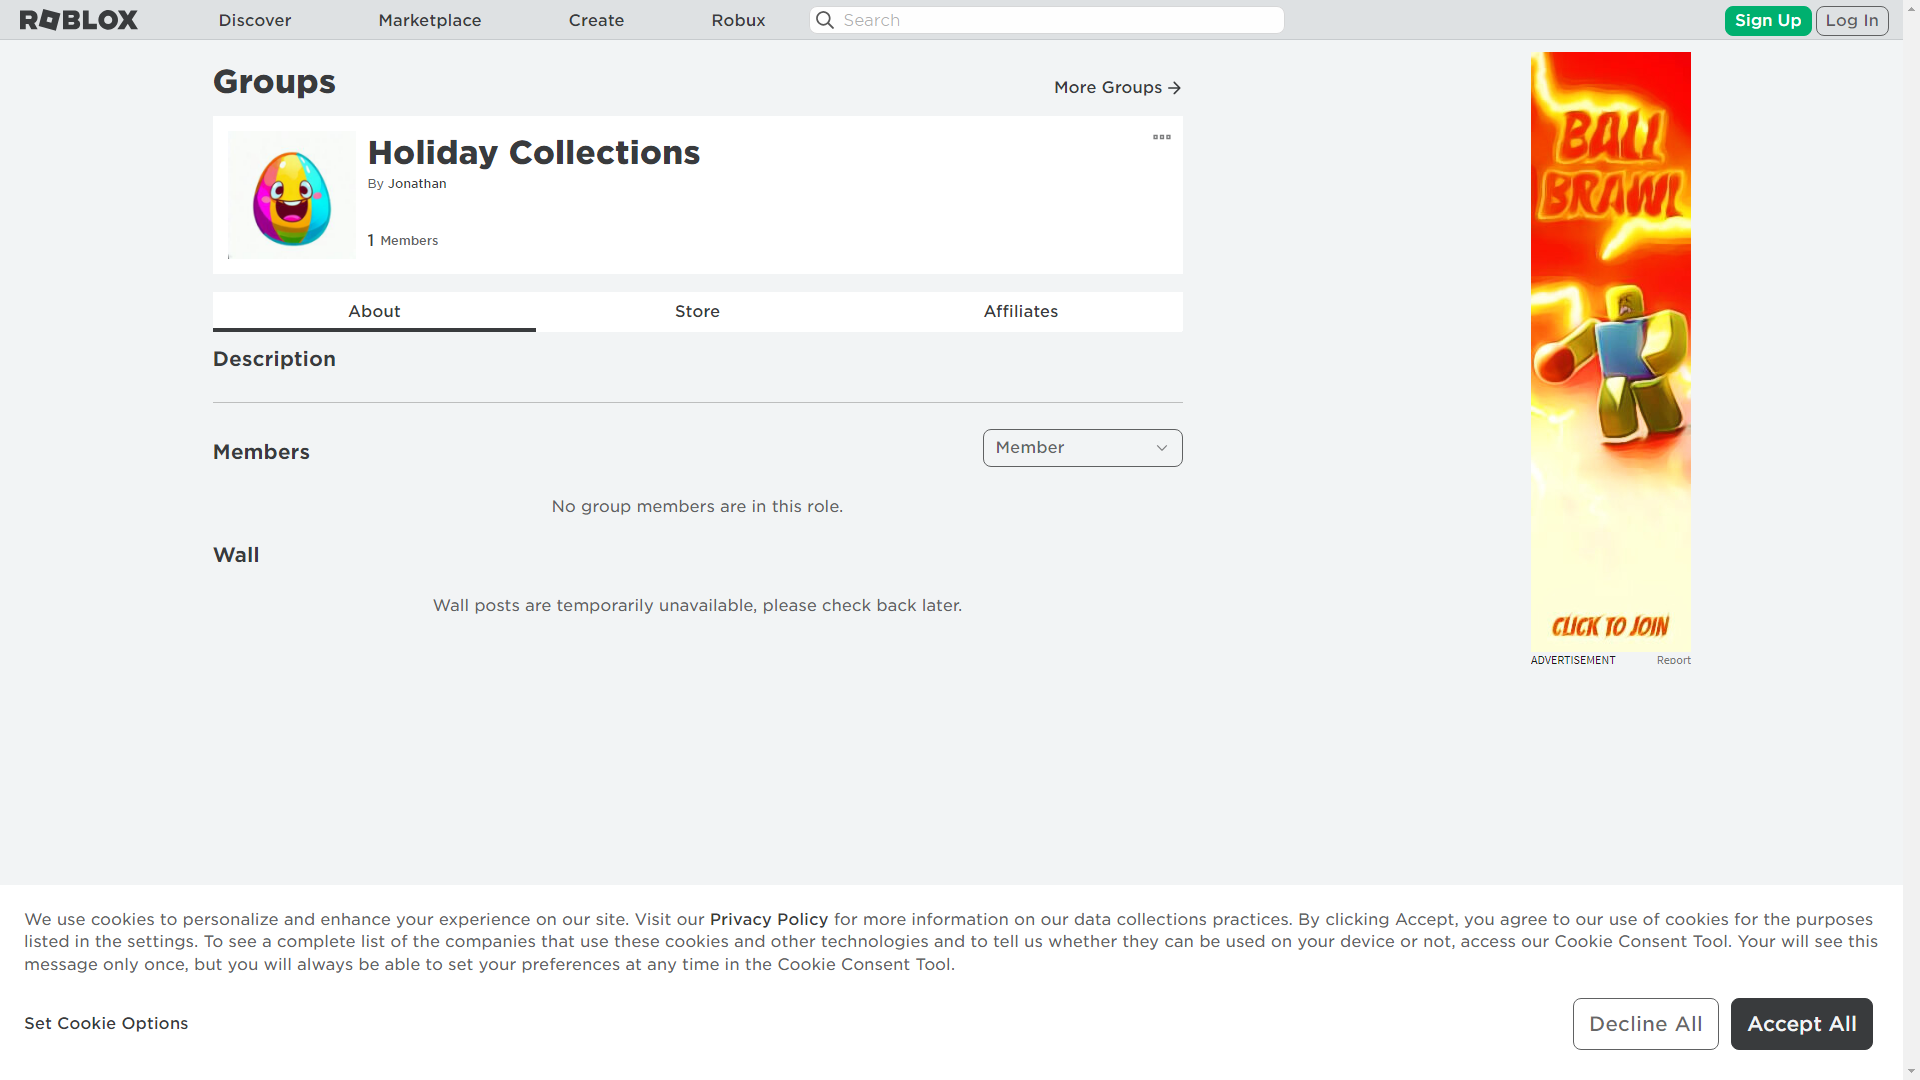 ROBLOX
Discover
Marketplace
Create
Robux
Search
Sign Up
Log In
Groups
More Groups
Holiday Collections
By Jonathan
1 Members
About
Store
Affiliates
Description
Members
Member
No group members are in this role.
Wall
Wall posts are temporarily unavailable, please check back later.
BALL
BRAWL
CLICK TO JOIN
ADVERTISEMENT
Report
We use cookies to personalize and enhance your experience on our site. Visit our Privacy Policy for more information on our data collections practices. By clicking Accept, you agree to our use of cookies for the purposes
listed in the settings. To see a complete list of the companies that use these cookies and other technologies and to tell us whether they can be used on your device or not, access our Cookie Consent Tool. Your will see this
message only once, but you will always be able to set your preferences at any time in the Cookie Consent Tool.
Set Cookie Options
Decline All
Accept All